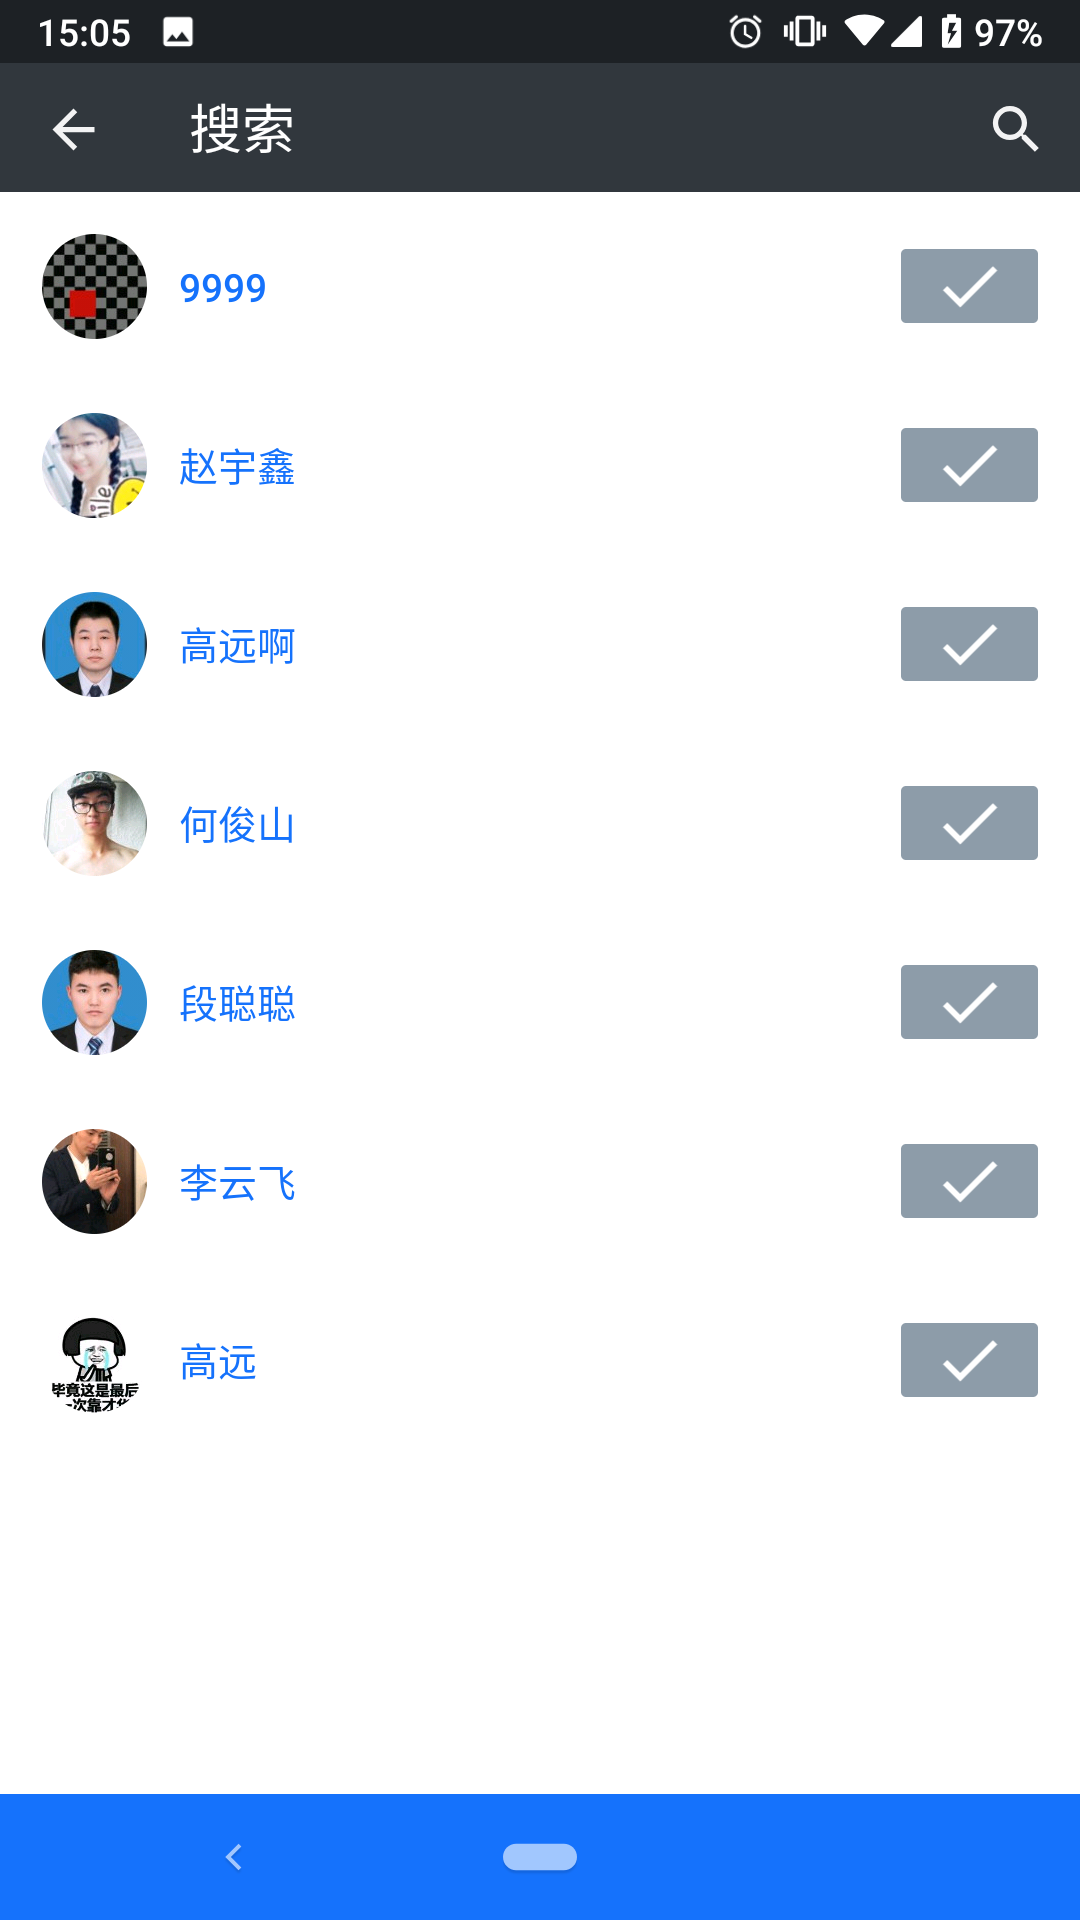 15:05
97%
搜索
9999
赵宇鑫
mile
高远啊
何俊山
段聪聪
李云飞
高远
毕竟这是最后
一次靠才华